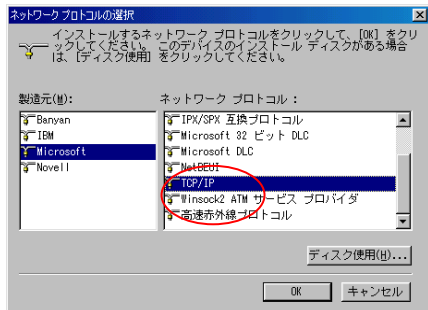 ネットワーク プロトコルの選択
インストールするネットワーク プロトコルをクリックして、[OK] をクリ
ックしてください。このデバイスのインストール ディスクがある場合
は、[ディスク使用] をクリックしてください。
製造元(M):
Banyan
IBM
Microsoft
Novell
ネットワーク プロトコル :
IPX/SPX 互換プロトコル
Microsoft 32 ビット DLC
Microsoft DLC
NetBEUI
TCP/IP
Winsock2 ATM サービス プロバイダ
高速赤外線プロトコル
ディスク使用(H)...
OK
キャンセル